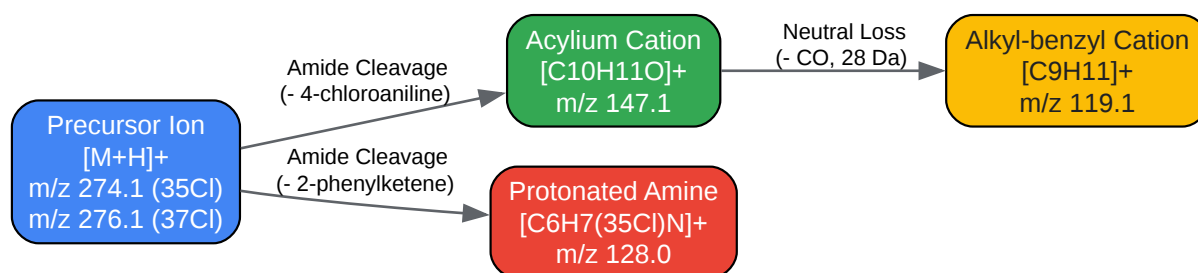 Precursor Ion
[M+H]+
m/z 274.1 (35Cl)
m/z 276.1 (37Cl)
Amide Cleavage
(- 4-chloroaniline)
Amide Cleavage
(- 2-phenylketene)
Acylium Cation
[C10H11O]+
m/z 147.1
Protonated Amine
[C6H7(35Cl)N]+
m/z 128.0
Neutral Loss
(- CO, 28 Da)
Alkyl-benzyl Cation
[C9H11]+
m/z 119.1